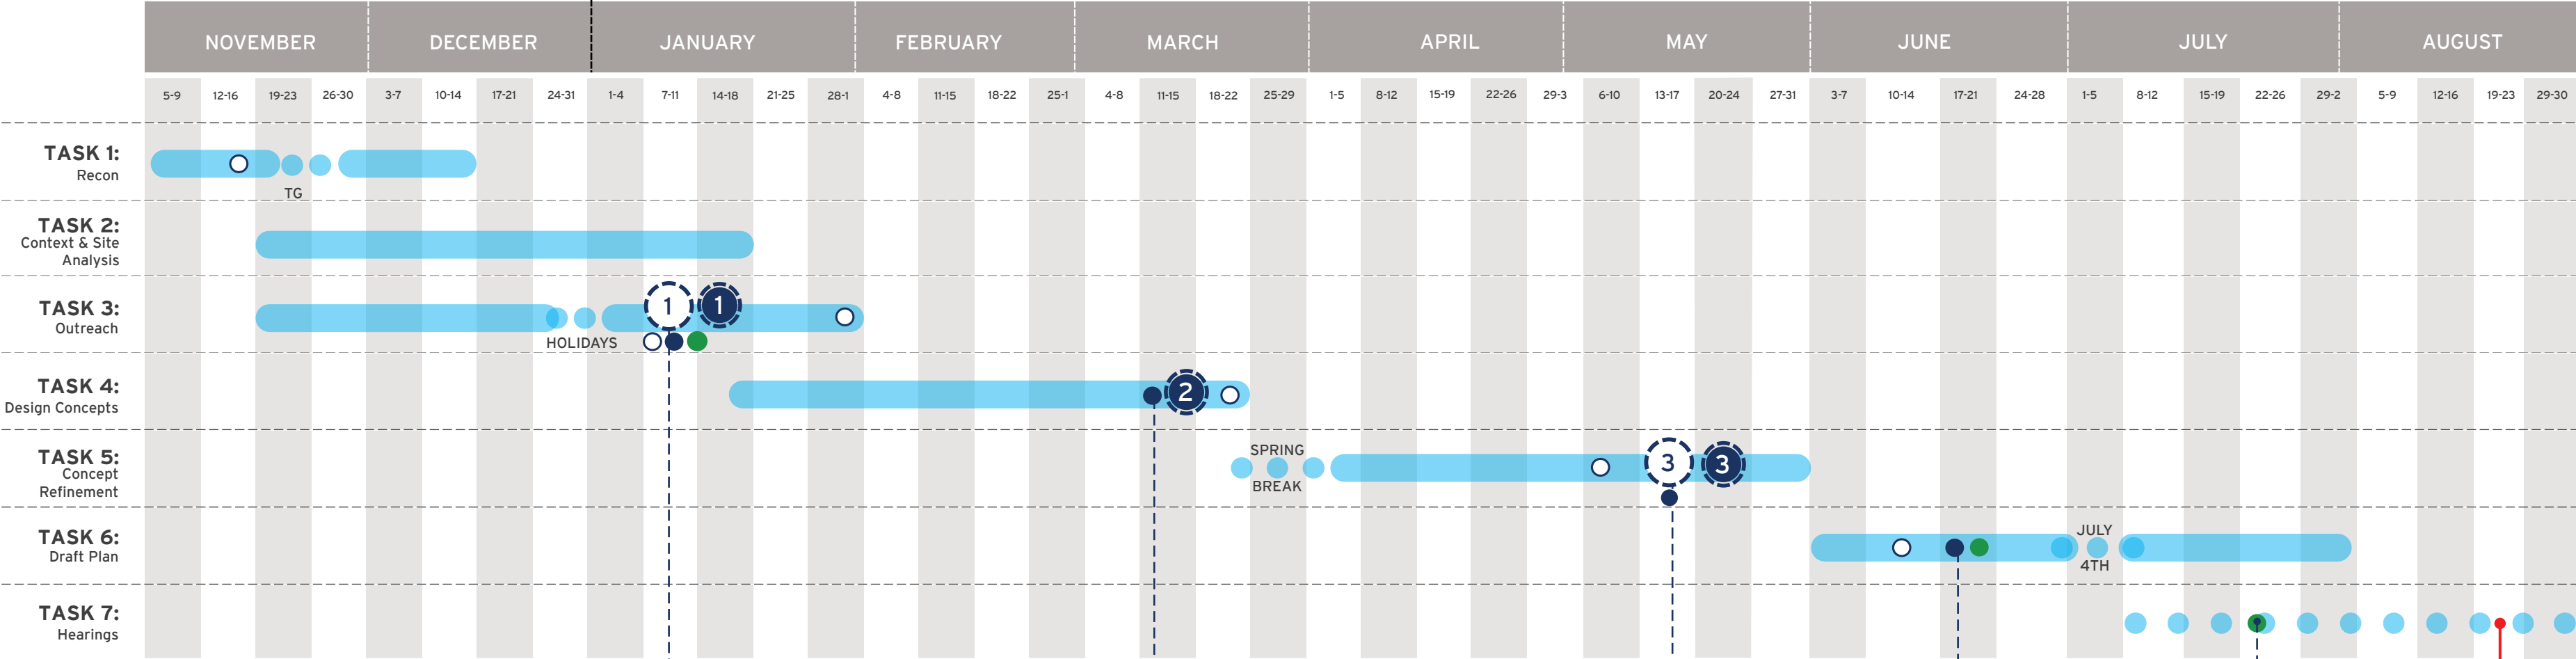 NOVEMBER DECEMBER JANUARY FEBRUARY MARCH APRIL MAY JUNE JULY AUGUST
5-9 12-16 19-23 26-30 3-7 10-14 17-21 24-31 1-4 7-11 14-18 21-25 28-1 4-8 11-15 18-22 25-1 4-8 11-15 18-22 25-29 1-5 8-12 15-19 22-26 29-3 6-10 13-17 20-24 27-31 3-7 10-14 17-21 24-28 1-5 8-12 15-19 22-26 29-2 5-9 12-16 19-23 29-30
TASK 1:
Recon
TG
TASK 2:
Context & Site
Analysis
TASK 3:
Outreach
1 1
HOLIDAYS
TASK 4:
Design Concepts
2
TASK 5:
Concept
Refinement
SPRING
BREAK
3 3
TASK 6:
Draft Plan
JULY
4TH
TASK 7:
Hearings